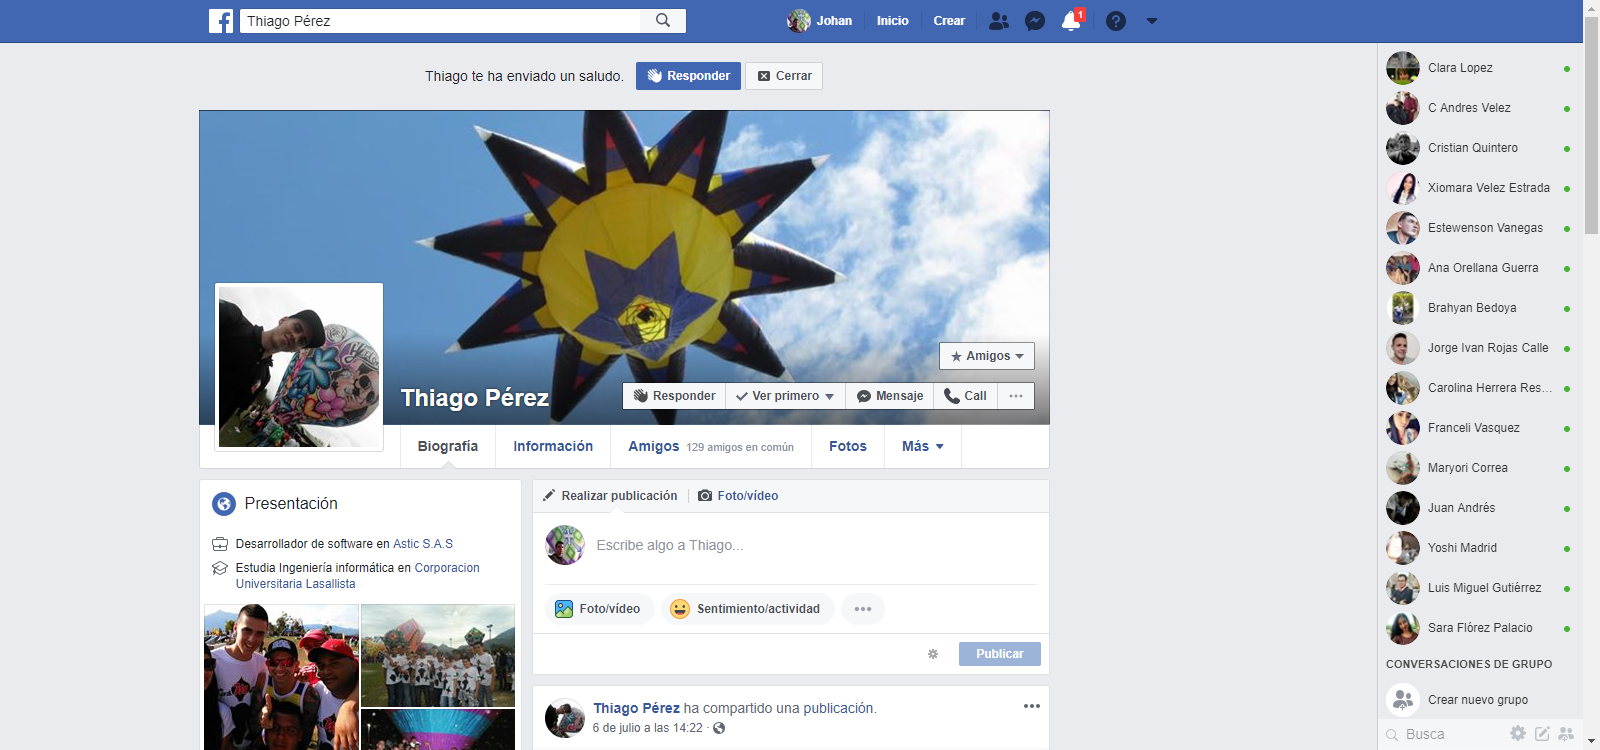 Thiago Pérez
Johan
Inicio
Crear
1
Thiago te ha enviado un saludo.
Responder
Cerrar
Amigos
Thiago Pérez
Responder
Ver primero
Mensaje
Call
Biografía
Información
Amigos 129 amigos en común
Fotos
Más
Presentación
Desarrollador de software en Astic S.A.S
Estudia Ingeniería informática en Corporacion
Universitaria Lasallista
Realizar publicación
Foto/vídeo
Escribe algo a Thiago...
Foto/vídeo
Sentimiento/actividad
Publicar
Thiago Pérez ha compartido una publicación.
6 de julio a las 14:22 ·
Clara Lopez
C Andres Velez
Cristian Quintero
Xiomara Velez Estrada
Estewenson Vanegas
Ana Orellana Guerra
Brahyan Bedoya
Jorge Ivan Rojas Calle
Carolina Herrera Res...
Franceli Vasquez
Maryori Correa
Juan Andrés
Yoshi Madrid
Luis Miguel Gutiérrez
Sara Flórez Palacio
CONVERSACIONES DE GRUPO
Crear nuevo grupo
Busca